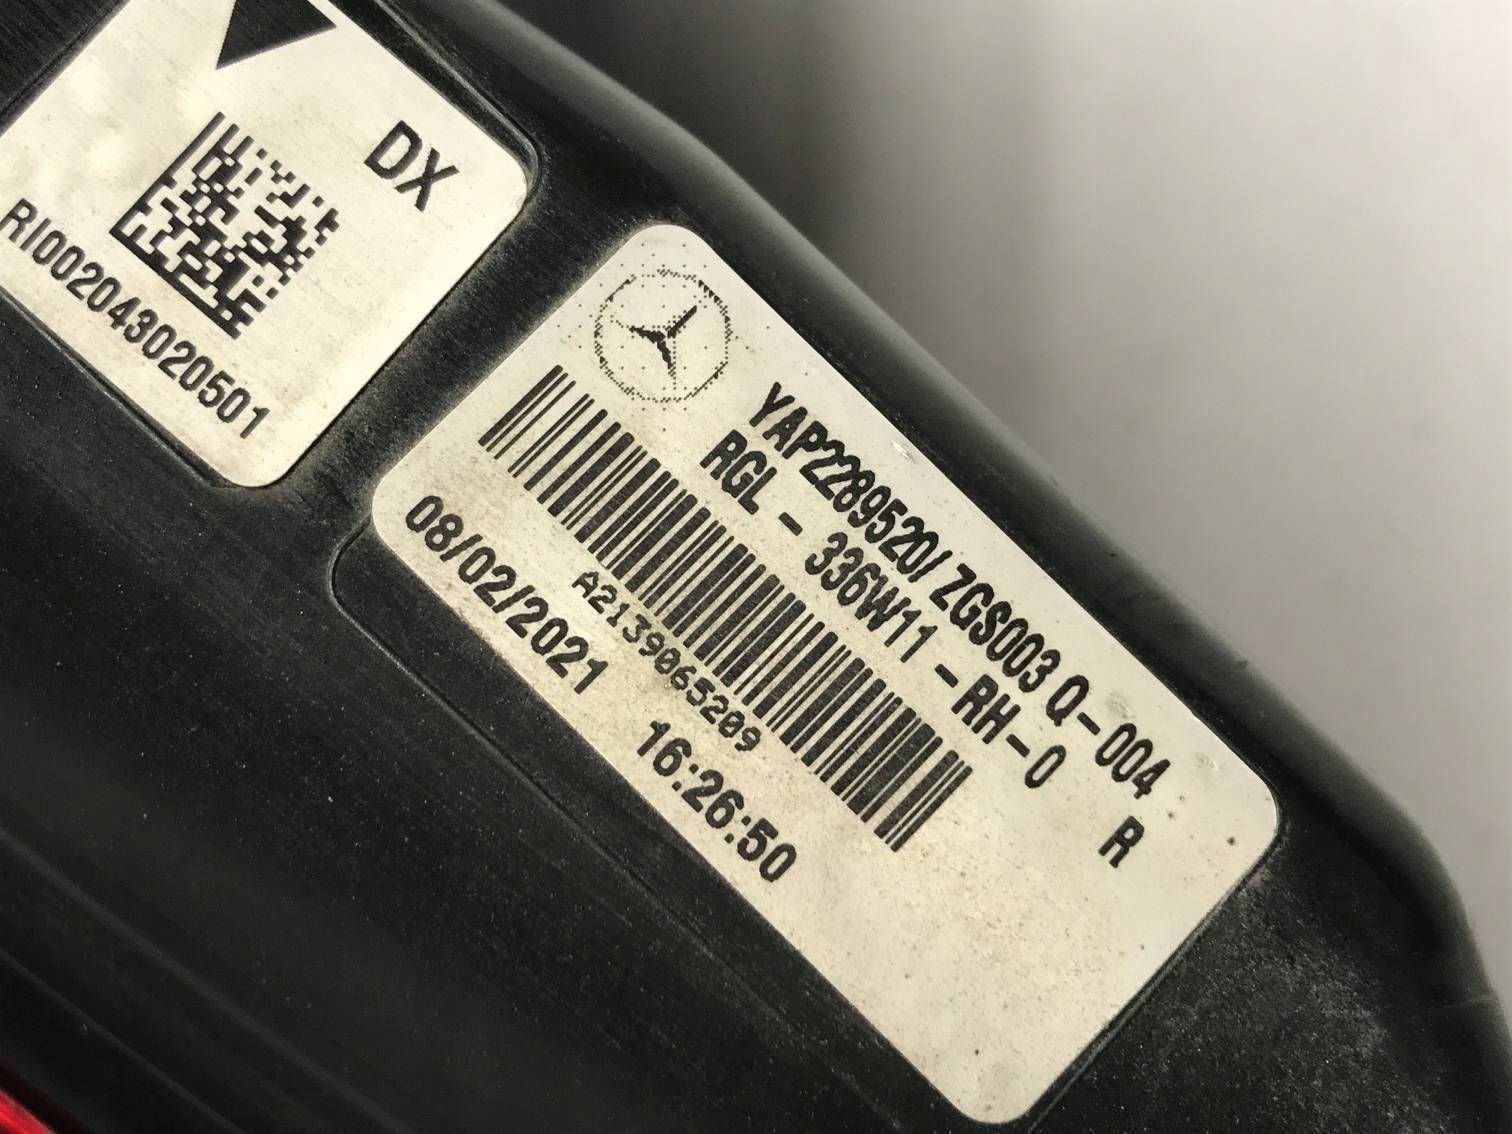 DX
RI002043020501
YAP2289520/ZGS003 Q-004
RGL - 336W11 -RH-0 R
A2139065209
08/02/2021 16:26:50